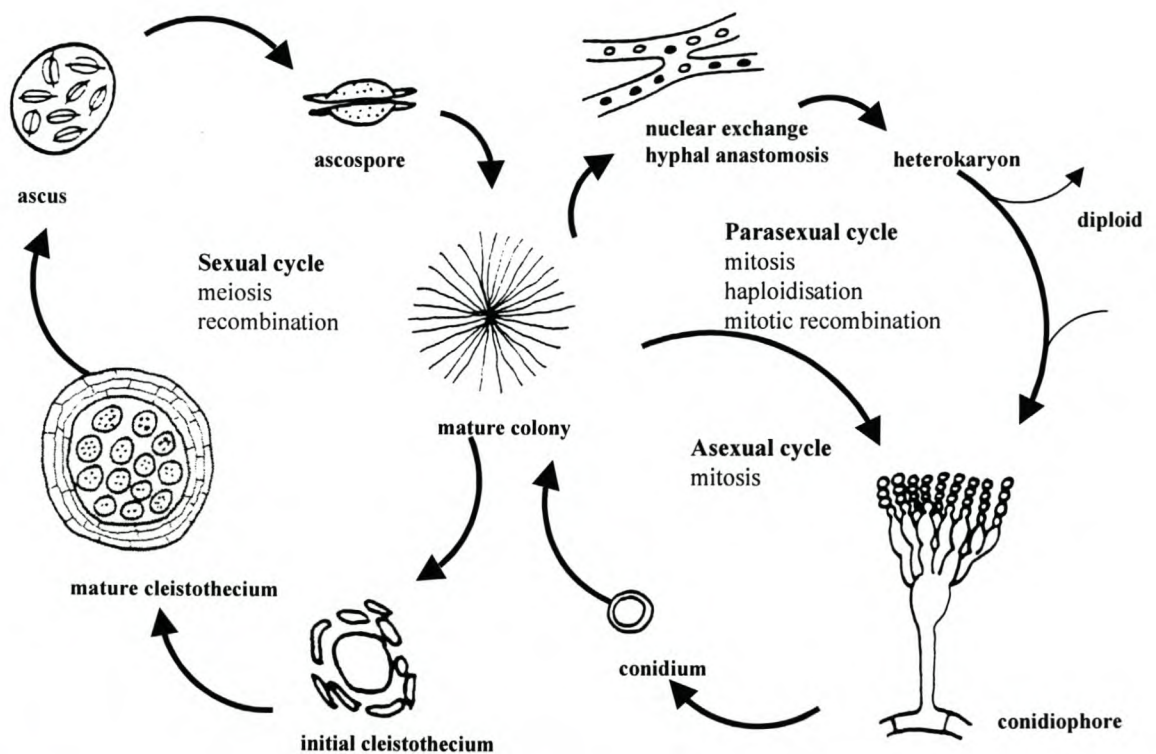 nuclear exchange
hyphal anastomosis
heterokaryon
ascospore
ascus
diploid
Sexual cycle
meiosis
recombination
Parasexual cycle
mitosis
haploidisation
mitotic recombination
mature colony
Asexual cycle
mitosis
mature cleistothecium
conidium
conidiophore
initial cleistothecium